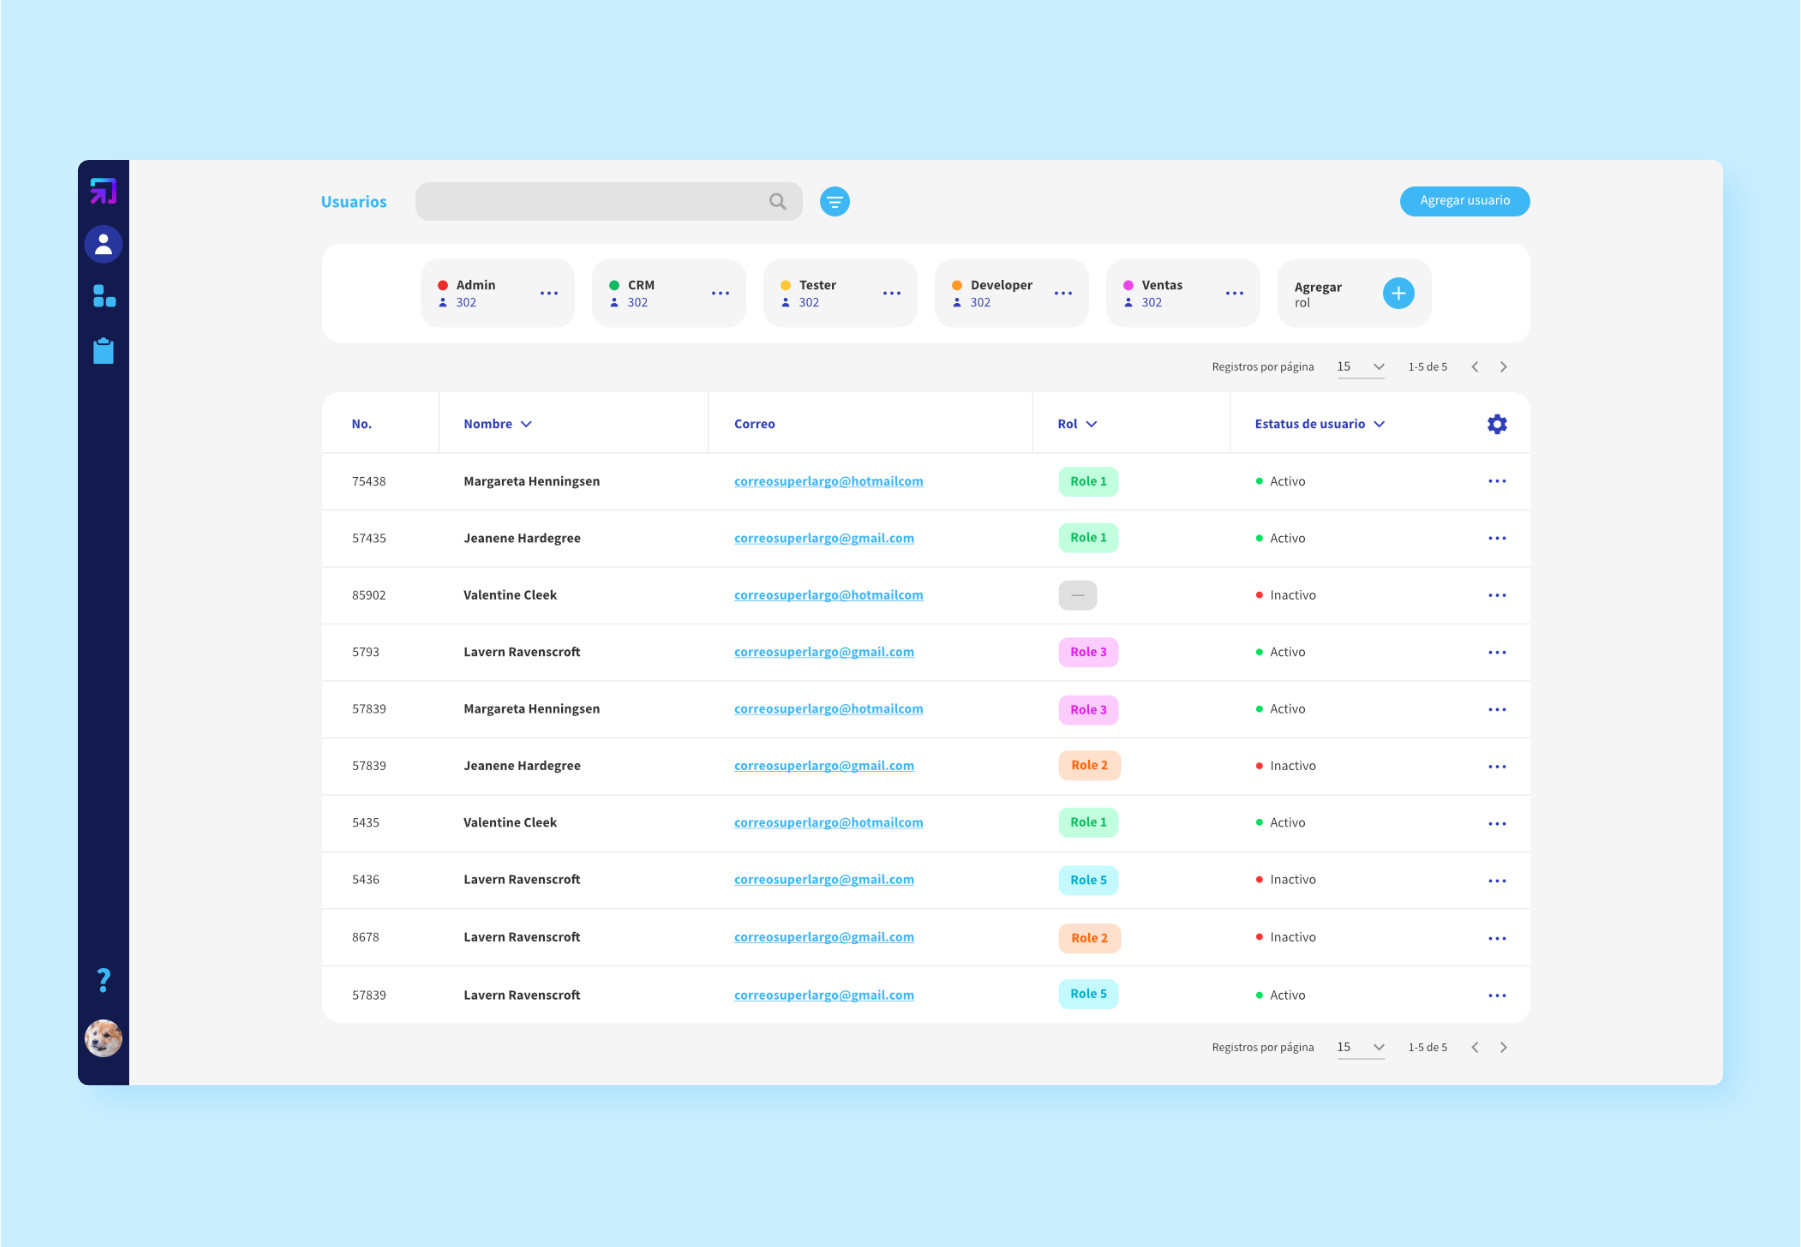 Usuarios
Agregar usuario
Admin
302
CRM
302
Tester
302
Developer
302
Ventas
302
Agregar
rol
Registros por página 15 1-5 de 5
No. Nombre Correo Rol Estatus de usuario
75438 Margareta Henningsen correosuperlargo@hotmailcom Role 1 Activo
57435 Jeanene Hardegree correosuperlargo@gmail.com Role 1 Activo
85902 Valentine Cleek correosuperlargo@hotmailcom — Inactivo
5793 Lavern Ravenscroft correosuperlargo@gmail.com Role 3 Activo
57839 Margareta Henningsen correosuperlargo@hotmailcom Role 3 Activo
57839 Jeanene Hardegree correosuperlargo@gmail.com Role 2 Inactivo
5435 Valentine Cleek correosuperlargo@hotmailcom Role 1 Activo
5436 Lavern Ravenscroft correosuperlargo@gmail.com Role 5 Inactivo
8678 Lavern Ravenscroft correosuperlargo@gmail.com Role 2 Inactivo
57839 Lavern Ravenscroft correosuperlargo@gmail.com Role 5 Activo
?
Registros por página 15 1-5 de 5